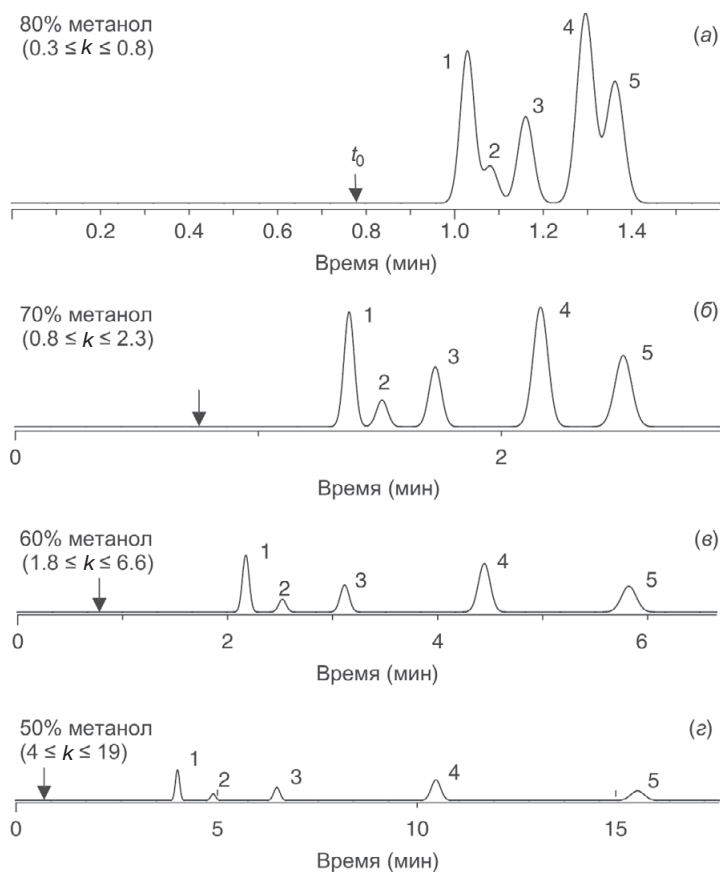 80% метанол
(0.3 ≤ k ≤ 0.8)
(а)
1
2
3
4
5
t₀
0.2 0.4 0.6 0.8 1.0 1.2 1.4
Время (мин)
70% метанол
(0.8 ≤ k ≤ 2.3)
(б)
1
2
3
4
5
0 2
Время (мин)
60% метанол
(1.8 ≤ k ≤ 6.6)
(в)
1
2
3
4
5
0 2 4 6
Время (мин)
50% метанол
(4 ≤ k ≤ 19)
(г)
1
2
3
4
5
0 5 10 15
Время (мин)